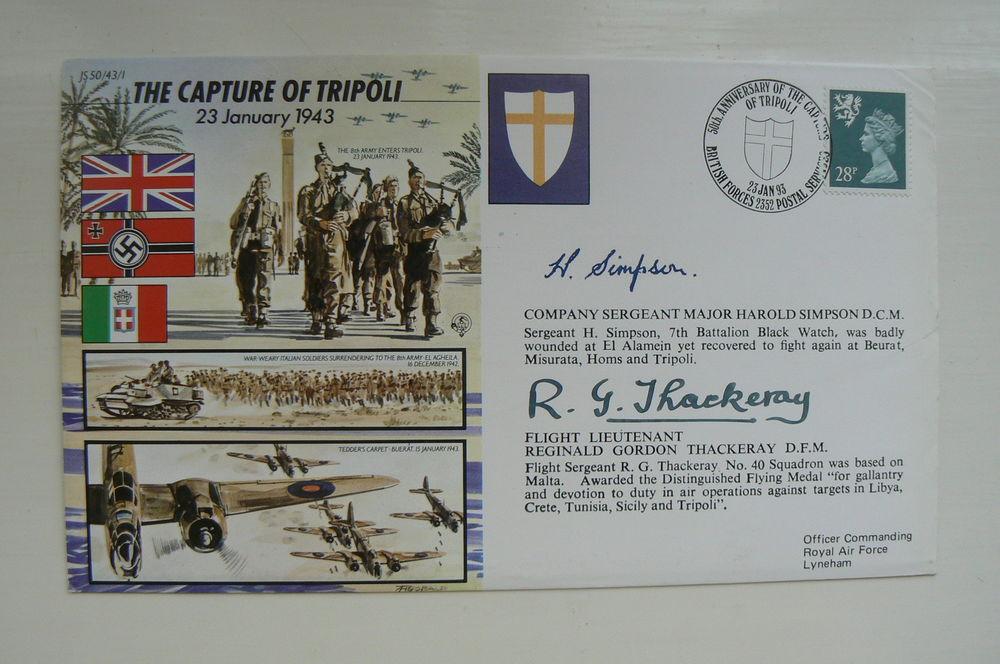 JS50/43/1
THE CAPTURE OF TRIPOLI
23 January 1943
THE 8th ARMY ENTERS TRIPOLI.
23 JANUARY 1943.
WAR-WEARY ITALIAN SOLDIERS SURRENDERING TO THE 8th ARMY·EL AGHEILA.
16 DECEMBER 1942.
TEDDER'S CARPET·BUERAT. 15 JANUARY 1943.
50th ANNIVERSARY OF THE
OF TRIPOLI
23 JAN 93
BRITISH FORCES 2352 POSTAL
28P
H. Simpson.
COMPANY SERGEANT MAJOR HAROLD SIMPSON D.C.M.
Sergeant H. Simpson, 7th Battalion Black Watch, was badly
wounded at El Alamein yet recovered to fight again at Beurat,
Misurata, Homs and Tripoli.
R. G. Thackeray
FLIGHT LIEUTENANT
REGINALD GORDON THACKERAY D.F.M.
Flight Sergeant R. G. Thackeray, No. 40 Squadron was based on
Malta. Awarded the Distinguished Flying Medal "for gallantry
and devotion to duty in air operations against targets in Libya,
Crete, Tunisia, Sicily and Tripoli".
Officer Commanding
Royal Air Force
Lyneham